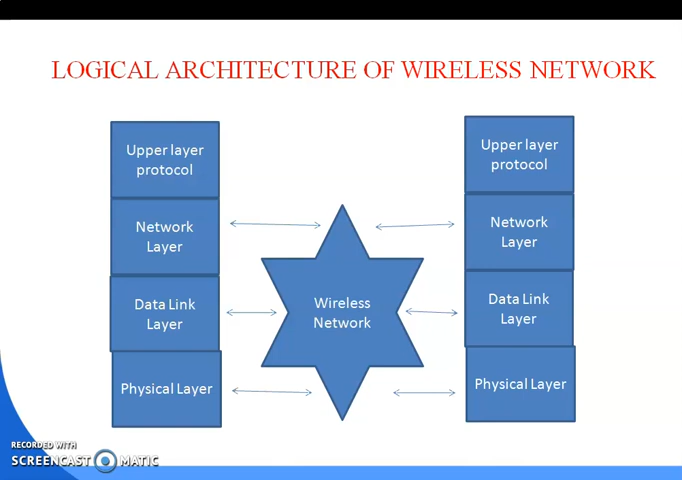 LOGICAL ARCHITECTURE OF WIRELESS NETWORK
Upper layer
protocol
Network
Layer
Data Link
Layer
Physical Layer
Wireless
Network
Upper layer
protocol
Network
Layer
Data Link
Layer
Physical Layer
RECORDED WITH
SCREENCAST MATIC